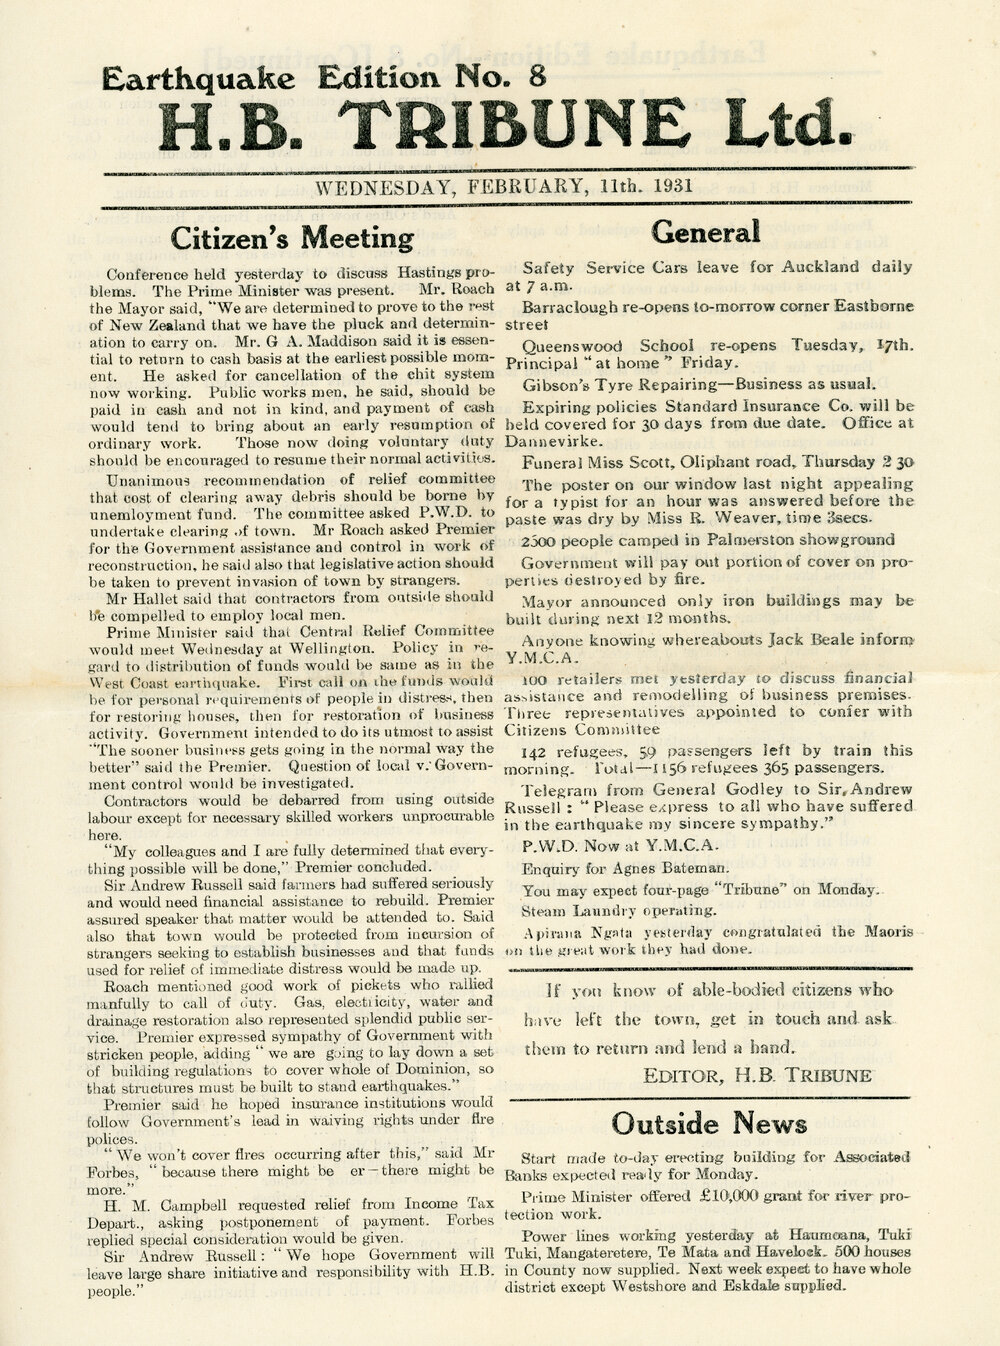 Earthquake Edition No. 8
H.B. TRIBUNE Ltd.
WEDNESDAY, FEBRUARY, 11th. 1931
Citizen's Meeting
Conference held yesterday to discuss Hastings pro-
blems. The Prime Minister was present. Mr. Roach
the Mayor said, "We are determined to prove to the rest
of New Zealand that we have the pluck and determin-
ation to carry on. Mr. G A. Maddison said it is essen-
tial to return to cash basis at the earliest possible mom-
ent. He asked for cancellation of the chit system
now working. Public works men, he said, should be
paid in cash and not in kind, and payment of cash
would tend to bring about an early resumption of
ordinary work. Those now doing voluntary duty
should be encouraged to resume their normal activities.
Unanimous recommendation of relief committee
that cost of clearing away debris should be borne by
unemloyment fund. The committee asked P.W.D. to
undertake clearing of town. Mr Roach asked Premier
for the Government assistance and control in work of
reconstruction, he said also that legislative action should
be taken to prevent invasion of town by strangers.
Mr Hallet said that contractors from outside should
be compelled to employ local men.
Prime Minister said that Central Relief Committee
would meet Wednesday at Wellington. Policy in re-
gard to distribution of funds would be same as in the
West Coast earthquake. First call on the funds would
be for personal requirements of people in distress, then
for restoring houses, then for restoration of business
activity. Government intended to do its utmost to assist
"The sooner business gets going in the normal way the
better" said the Premier. Question of local v. Govern-
ment control would be investigated.
Contractors would be debarred from using outside
labour except for necessary skilled workers unprocurable
here.
"My colleagues and I are fully determined that every-
thing possible will be done," Premier concluded.
Sir Andrew Russell said farmers had suffered seriously
and would need financial assistance to rebuild. Premier
assured speaker that matter would be attended to. Said
also that town would be protected from incursion of
strangers seeking to establish businesses and that funds
used for relief of immediate distress would be made up.
Roach mentioned good work of pickets who rallied
manfully to call of duty. Gas, electricity, water and
drainage restoration also represented splendid public ser-
vice. Premier expressed sympathy of Government with
stricken people, adding "we are going to lay down a set
of building regulations to cover whole of Dominion, so
that structures must be built to stand earthquakes."
Premier said he hoped insurance institutions would
follow Government's lead in waiving rights under fire
polices.
"We won't cover fires occurring after this," said Mr
Forbes, "because there might be er—there might be
more."
H. M. Campbell requested relief from Income Tax
Depart., asking postponement of payment. Forbes
replied special consideration would be given.
Sir Andrew Russell: "We hope Government will
leave large share initiative and responsibility with H.B.
people."
General
Safety Service Cars leave for Auckland daily
at 7 a.m.
Barraclough re-opens to-morrow corner Eastborne
street
Queenswood School re-opens Tuesday, 17th.
Principal "at home" Friday.
Gibson's Tyre Repairing—Business as usual.
Expiring policies Standard Insurance Co. will be
held covered for 30 days from due date. Office at
Dannevirke.
Funeral Miss Scott, Oliphant road, Thursday 2 30
The poster on our window last night appealing
for a typist for an hour was answered before the
paste was dry by Miss R. Weaver, time 3secs.
2500 people camped in Palmerston showground
Government will pay out portion of cover on pro-
perties destroyed by fire.
Mayor announced only iron buildings may be
built during next 12 months.
Anyone knowing whereabouts Jack Beale inform
Y.M.C.A.
100 retailers met yesterday to discuss financial
assistance and remodelling of business premises.
Three representatives appointed to confer with
Citizens Committee
142 refugees, 59 passengers left by train this
morning. Total—1156 refugees 365 passengers.
Telegram from General Godley to Sir Andrew
Russell: "Please express to all who have suffered
in the earthquake my sincere sympathy."
P.W.D. Now at Y.M.C.A.
Enquiry for Agnes Bateman.
You may expect four-page "Tribune" on Monday.
Steam Laundry operating.
Apirana Ngata yesterday congratulated the Maoris
on the great work they had done.
If you know of able-bodied citizens who
have left the town, get in touch and ask
them to return and lend a hand.
EDITOR, H.B. TRIBUNE
Outside News
Start made to-day erecting building for Associated
Banks expected ready for Monday.
Prime Minister offered £10,000 grant for river pro-
tection work.
Power lines working yesterday at Haumoana, Tuki
Tuki, Mangateretere, Te Mata and Havelock. 500 houses
in County now supplied. Next week expect to have whole
district except Westshore and Eskdale supplied.